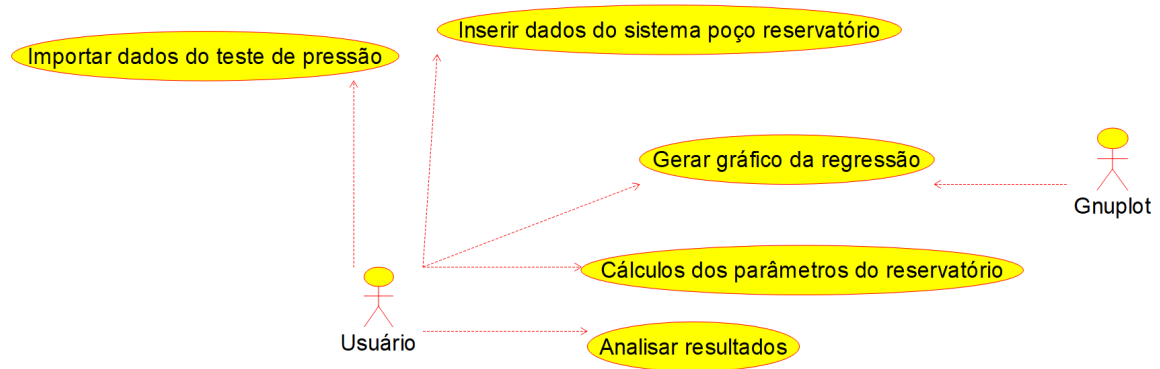 Inserir dados do sistema poço reservatório
Importar dados do teste de pressão
Gerar gráfico da regressão
Gnuplot
Cálculos dos parâmetros do reservatório
Usuário
Analisar resultados